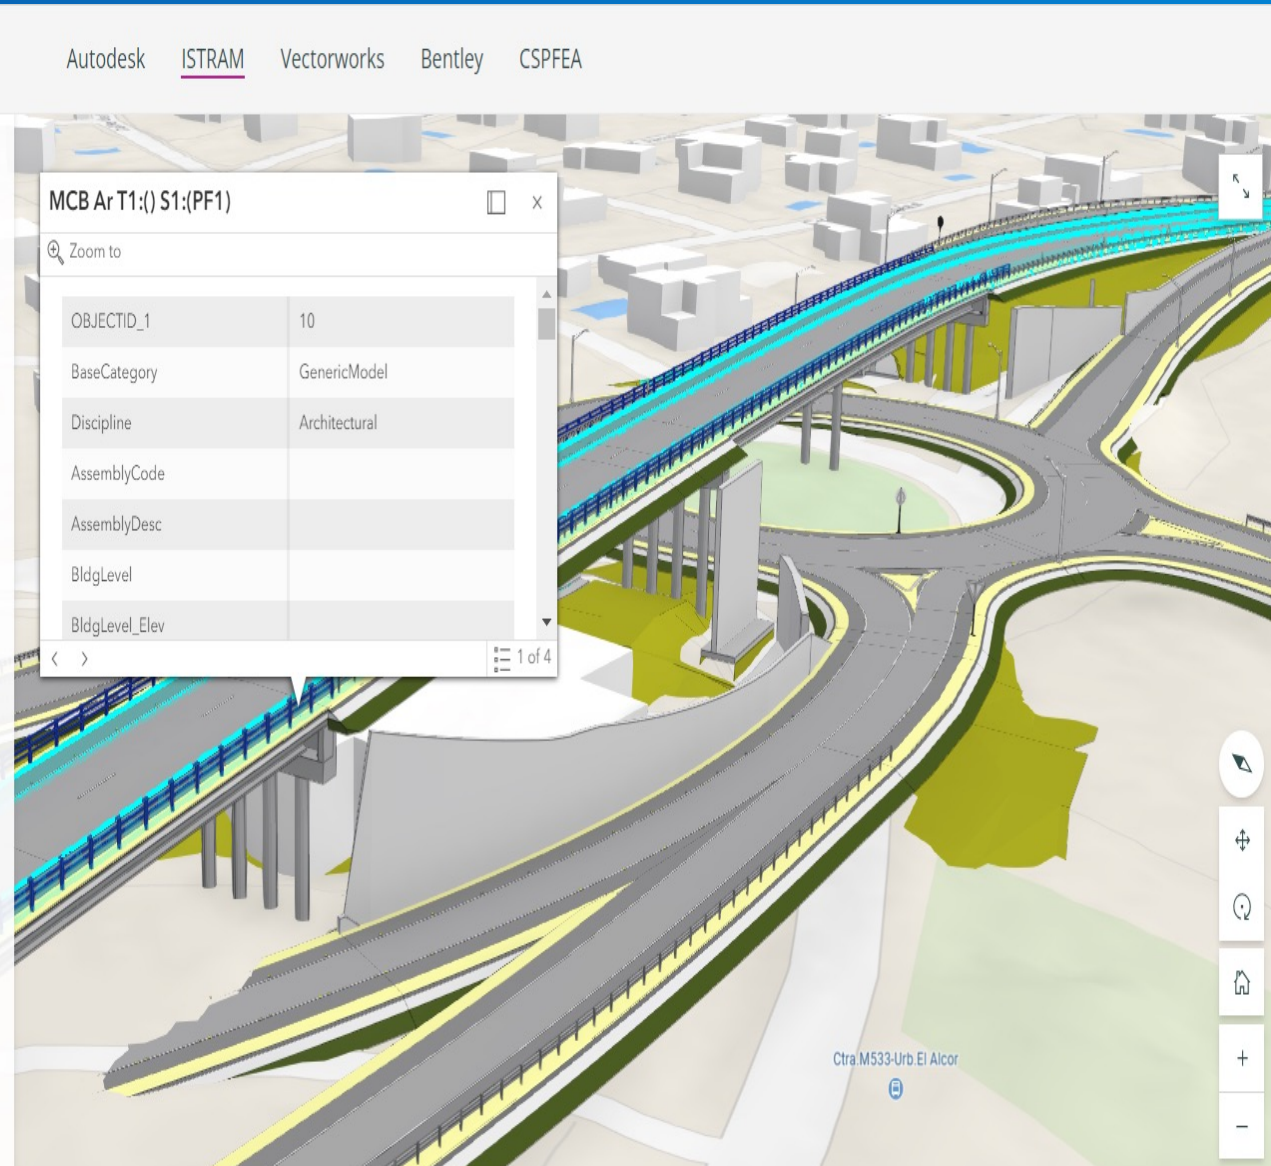 Autodesk ISTRAM Vectorworks Bentley CSPFEA
MCB Ar T1:() S1:(PF1)
Zoom to
OBJECTID_1 10
BaseCategory GenericModel
Discipline Architectural
AssemblyCode
AssemblyDesc
BldgLevel
BldgLevel_Elev
1 of 4
Ctra.M533-Urb.El Alcor